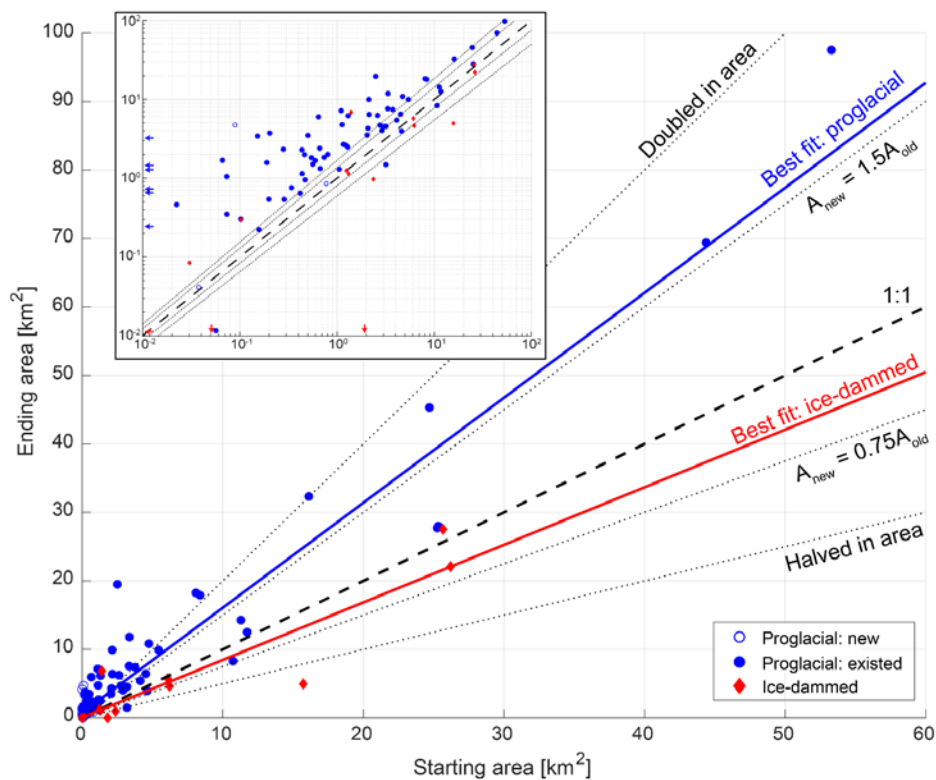 100
90
80
70
60
50
40
30
20
10
0
Ending area [km²]
10²
10¹
10⁰
10⁻¹
10⁻²
10⁻² 10⁻¹ 10⁰ 10¹ 10² 
Doubled in area
Best fit: proglacial
A_new = 1.5A_old
1:1
Best fit: ice-dammed
A_new = 0.75A_old
Halved in area
Proglacial: new
Proglacial: existed
Ice-dammed
0 10 20 30 40 50 60
Starting area [km²]